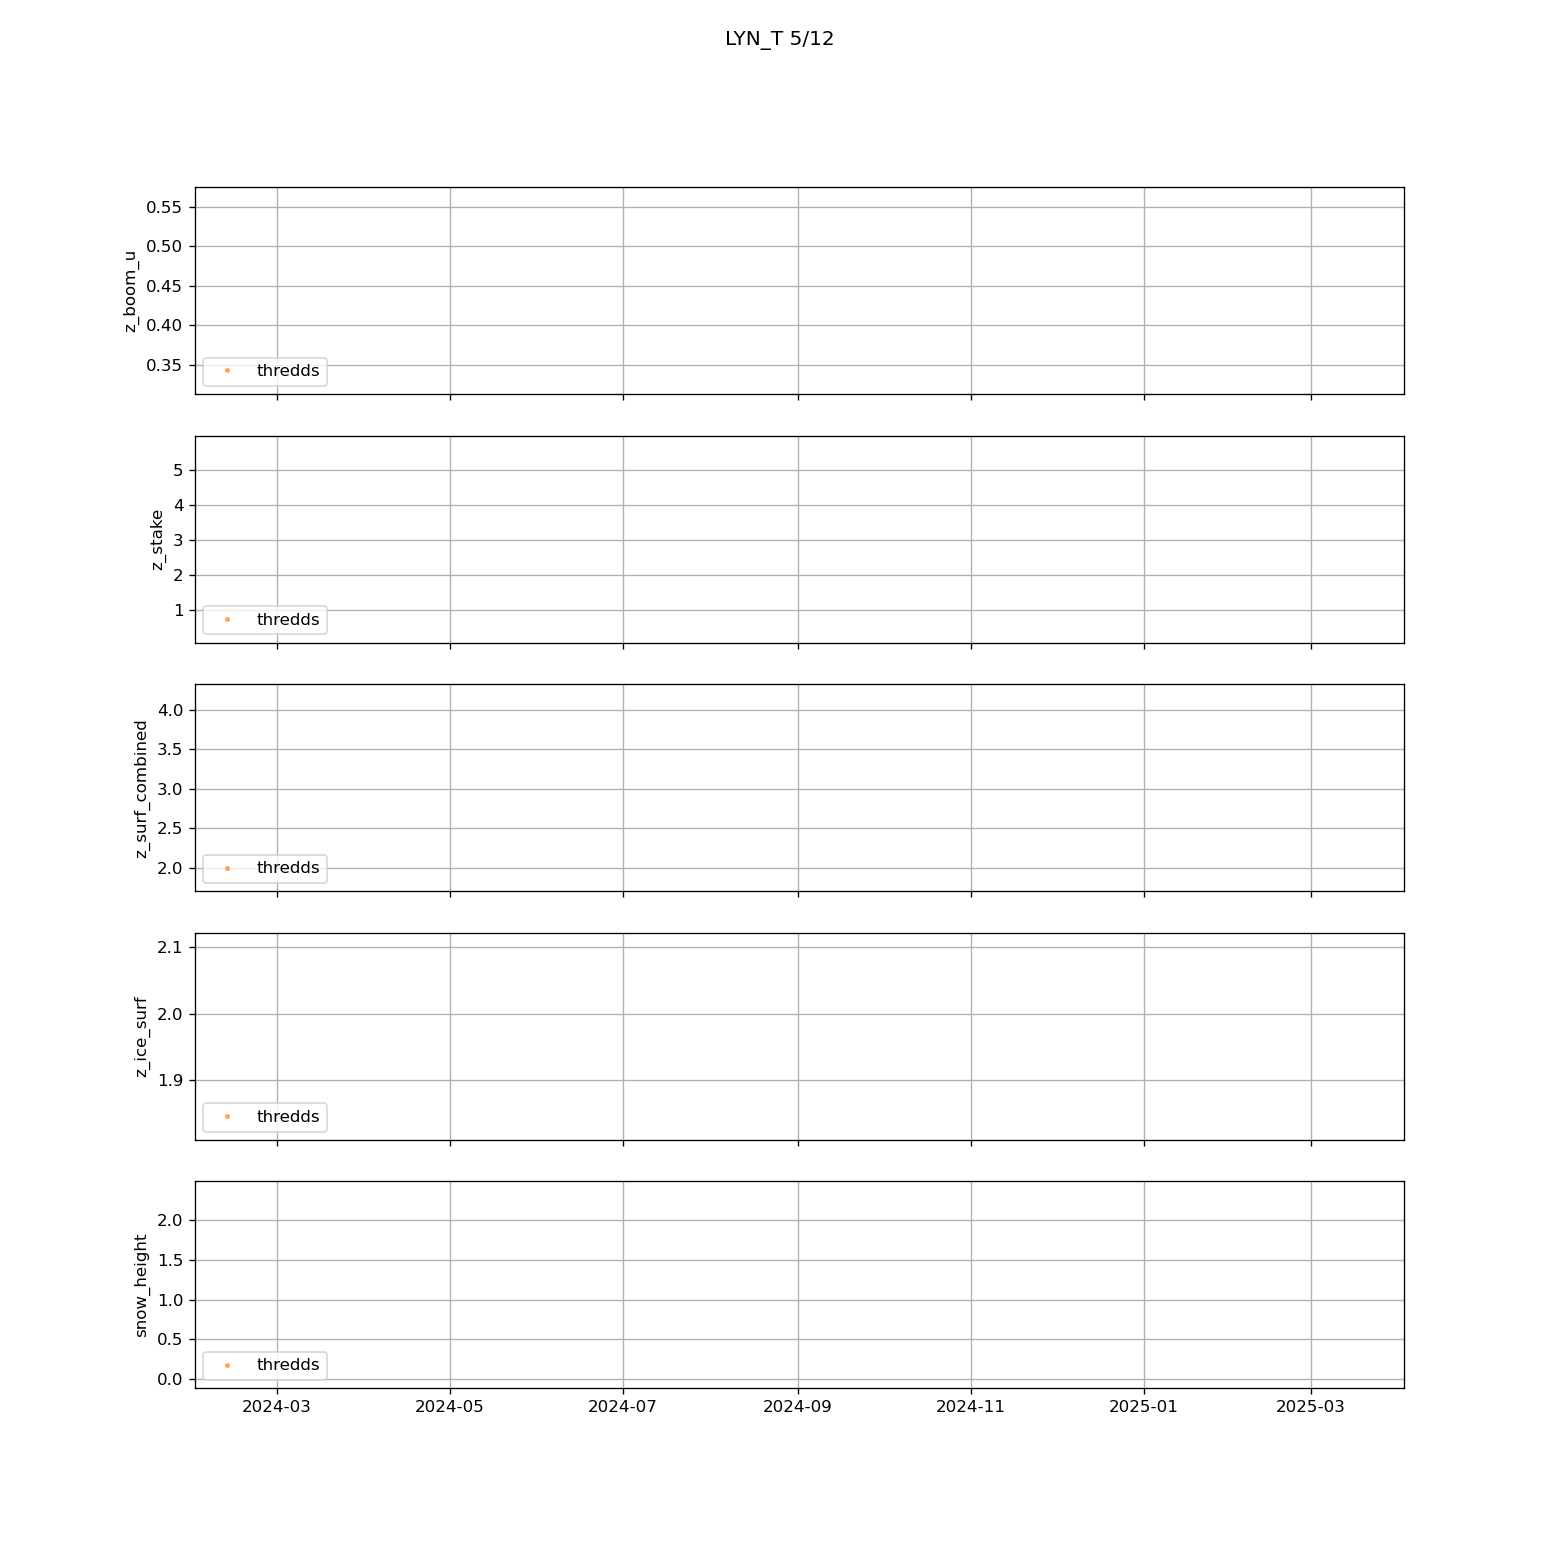 LYN_T 5/12
z_boom_u
0.55
0.50
0.45
0.40
0.35
thredds
z_stake
5
4
3
2
1
thredds
z_surf_combined
4.0
3.5
3.0
2.5
2.0
thredds
z_ice_surf
2.1
2.0
1.9
thredds
snow_height
2.0
1.5
1.0
0.5
0.0
thredds
2024-03 2024-05 2024-07 2024-09 2024-11 2025-01 2025-03